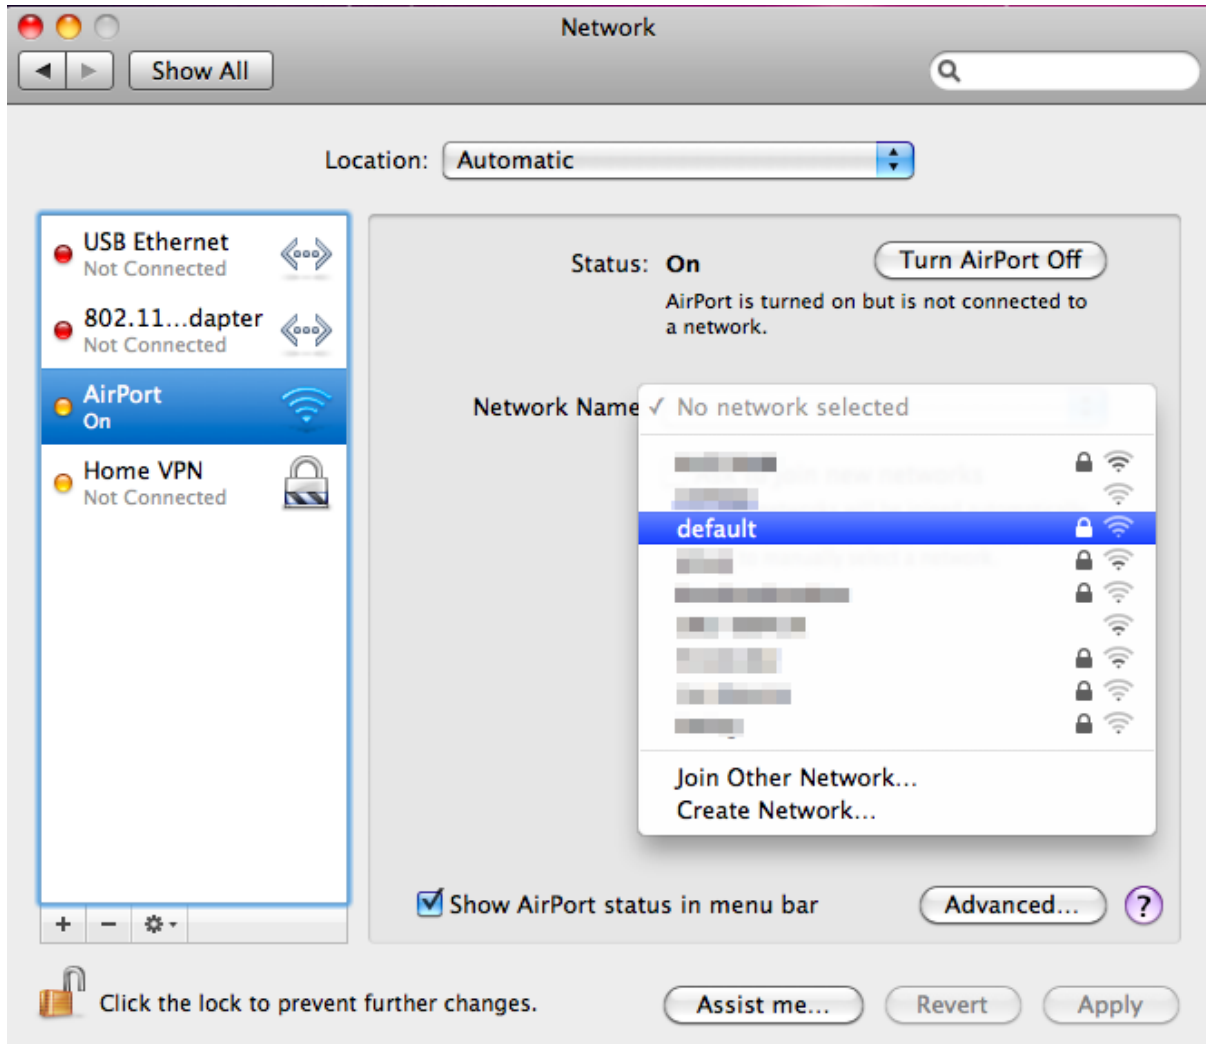 Network
Show All
Location: Automatic
USB Ethernet
Not Connected
802.11...dapter
Not Connected
AirPort
On
Home VPN
Not Connected
Status: On
Turn AirPort Off
AirPort is turned on but is not connected to
a network.
Network Name
✓ No network selected
default
Join Other Network...
Create Network...
Show AirPort status in menu bar
Advanced...
?
Click the lock to prevent further changes.
Assist me...
Revert
Apply